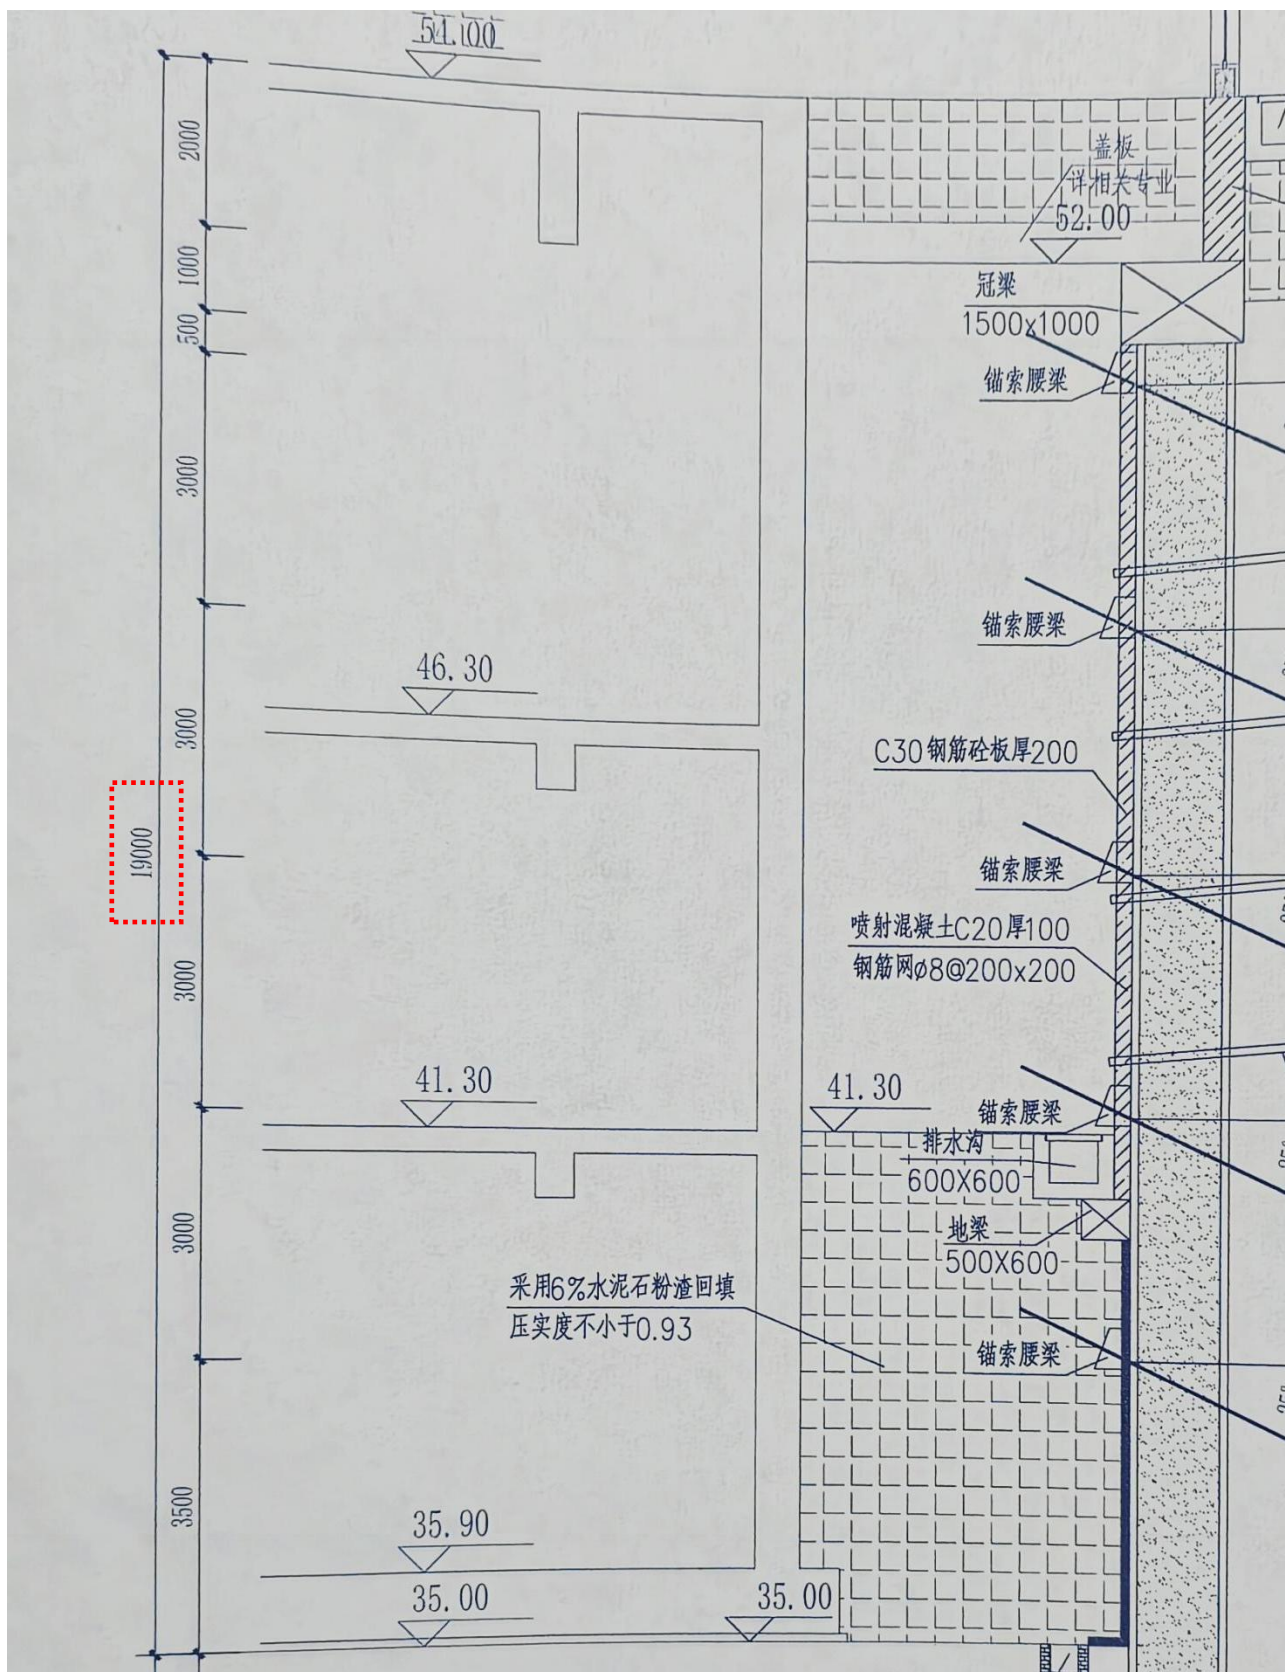 54.00
2000
盖板
详相关专业
52.00
1000
冠梁
1500x1000
500
锚索腰梁
3000
锚索腰梁
46.30
3000
C30钢筋砼板厚200
19000
锚索腰梁
喷射混凝土C20厚100
钢筋网ø8@200x200
3000
41.30
41.30
锚索腰梁
排水沟
600X600
3000
地梁
500X600
采用6%水泥石粉渣回填
压实度不小于0.93
锚索腰梁
3500
35.90
35.00
35.00